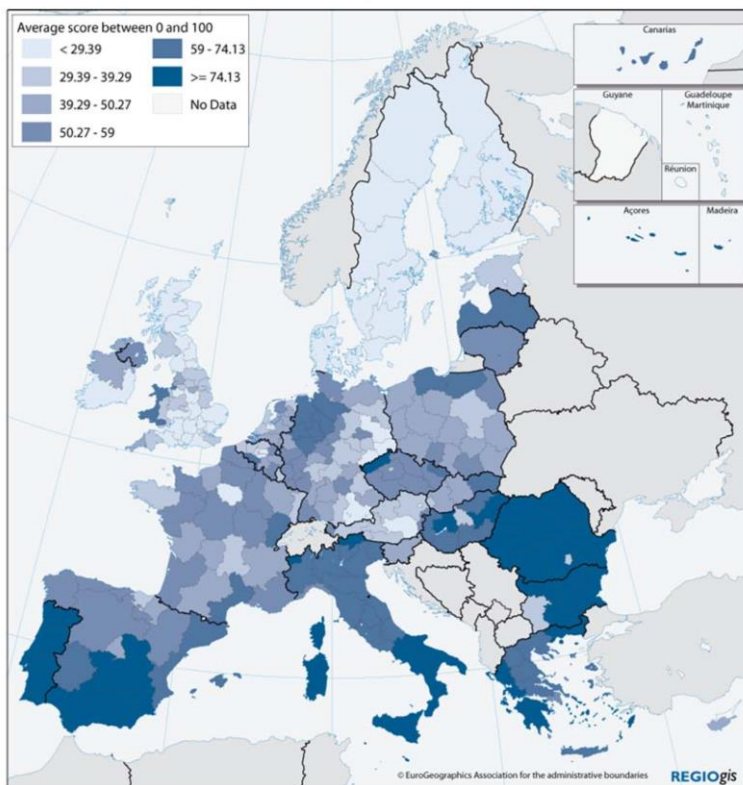 Average score between 0 and 100
< 29.39
29.39 - 39.29
39.29 - 50.27
50.27 - 59
59 - 74.13
>= 74.13
No Data
Canarias
Guyane
Guadeloupe
Martinique
Réunion
Açores
Madeira
© EuroGeographics Association for the administrative boundaries
REGIOgis